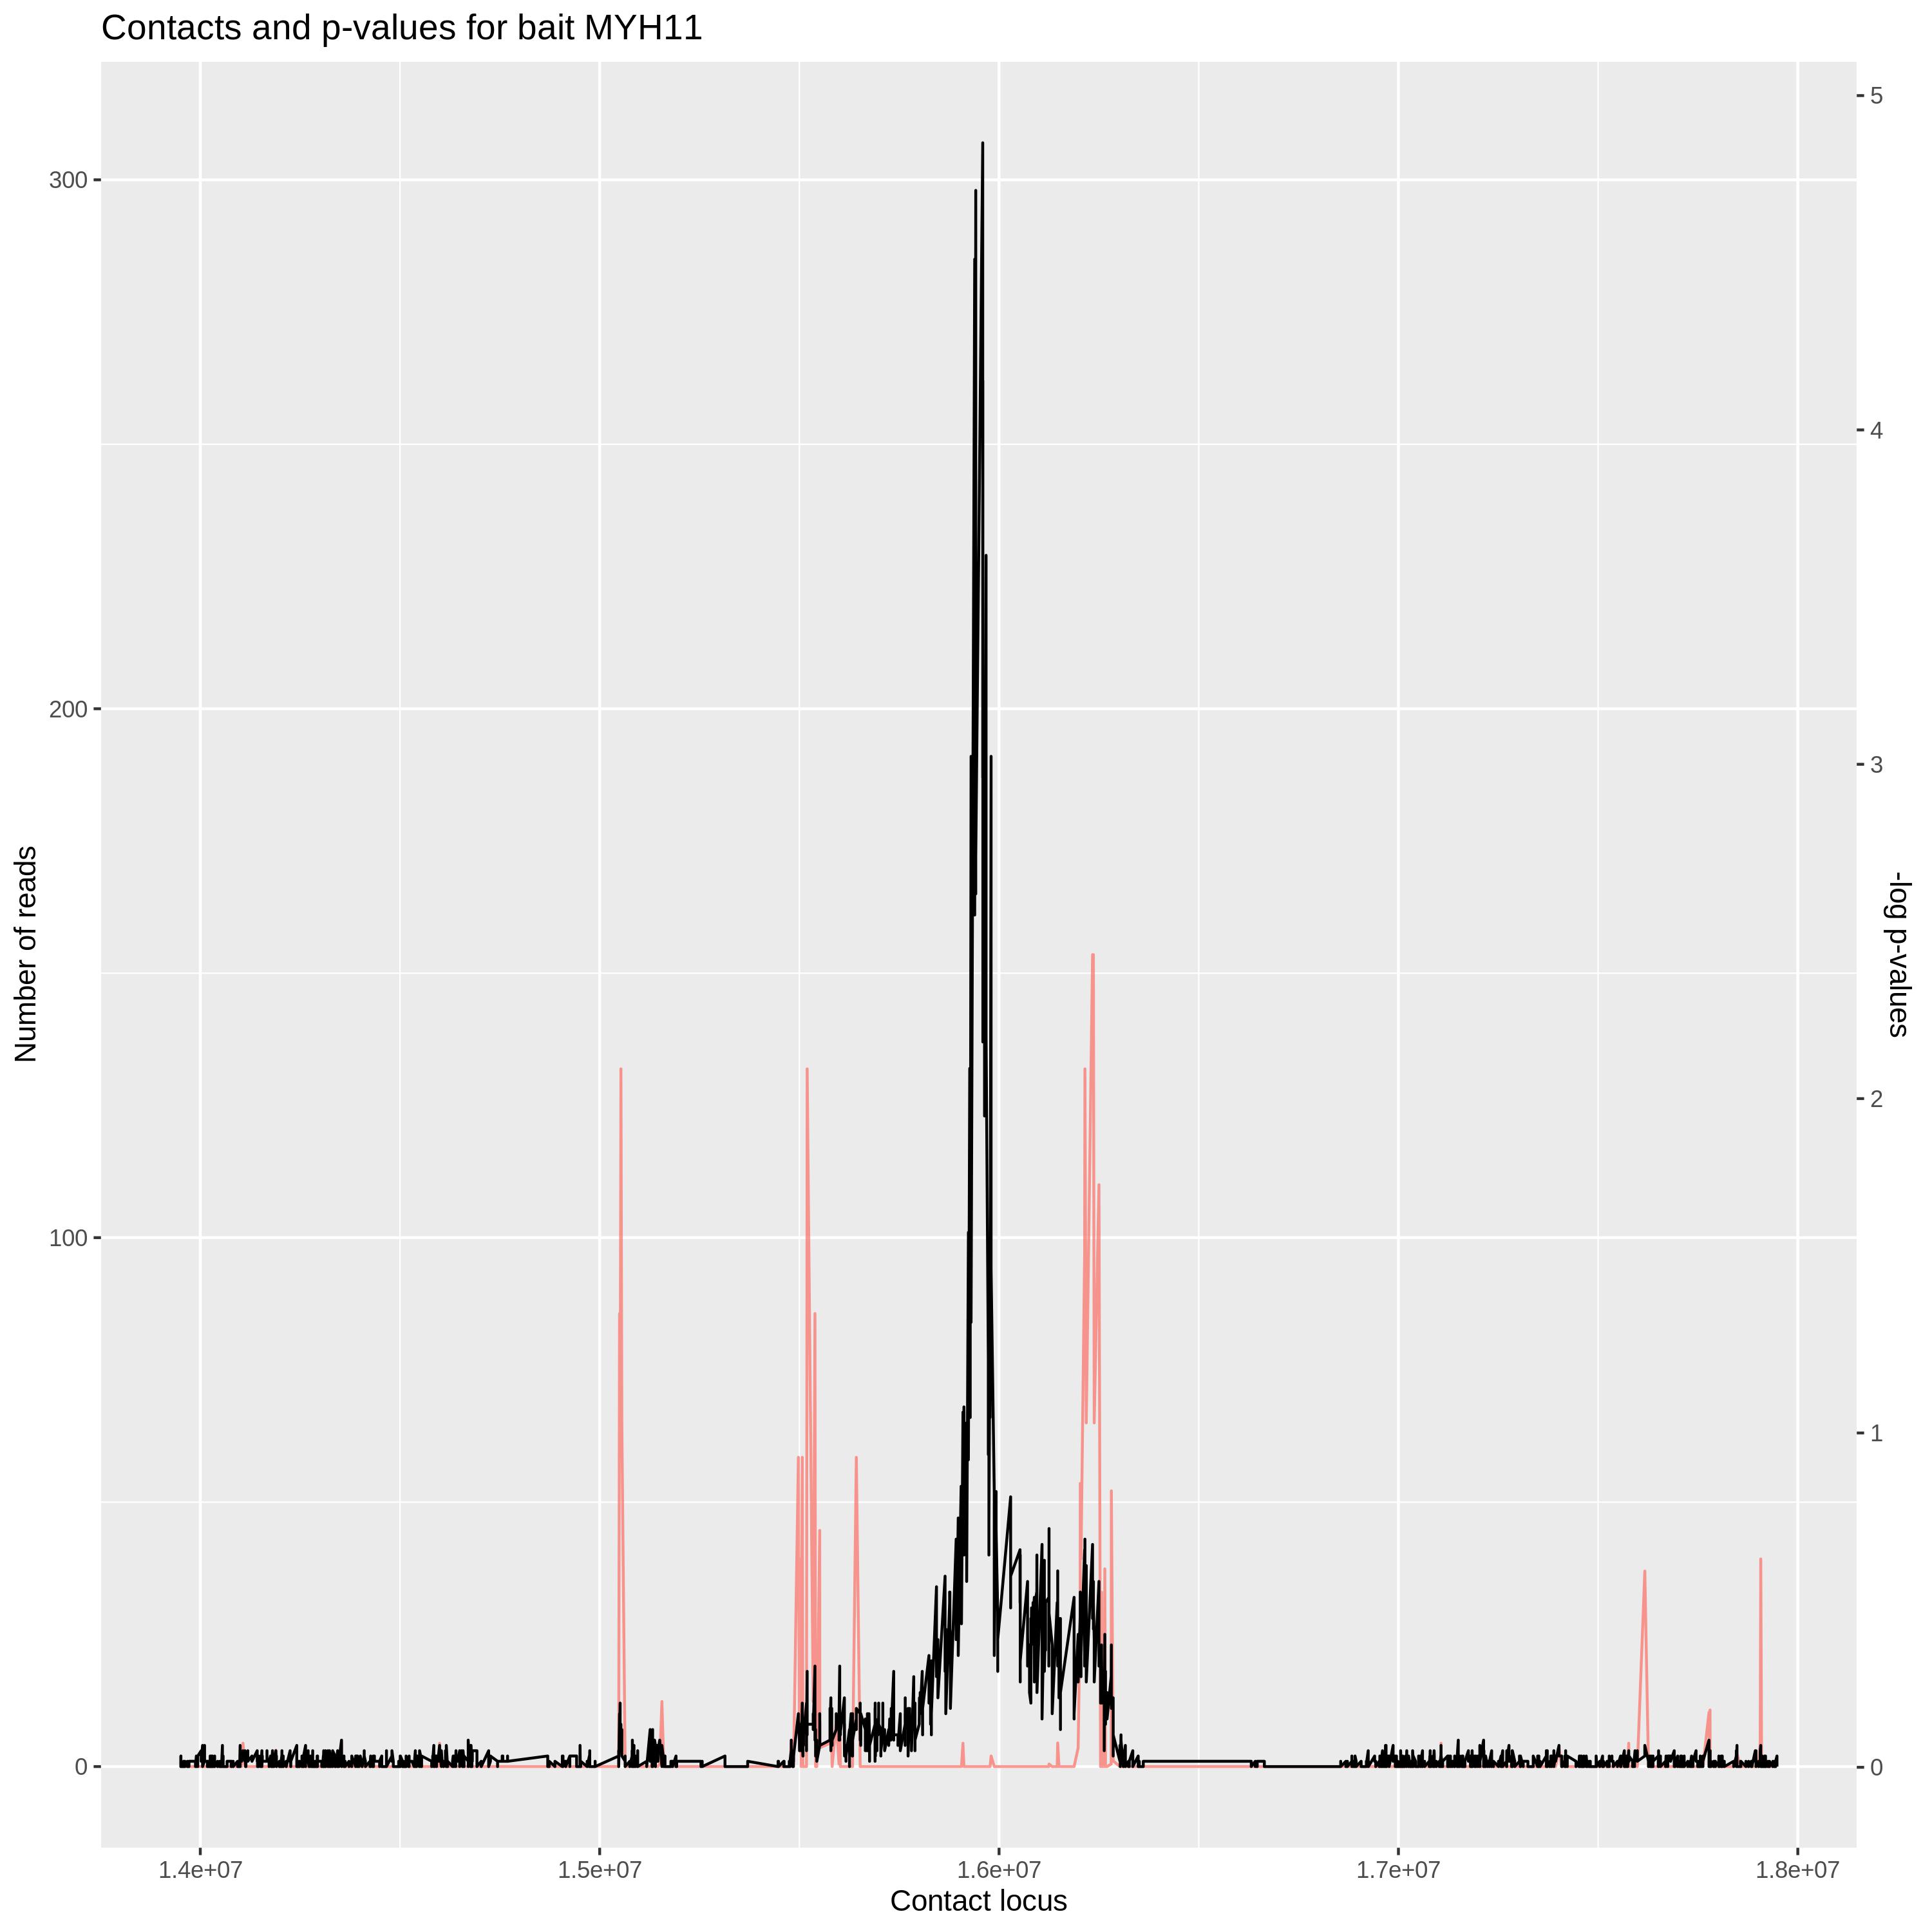 Contacts and p-values for bait MYH11
Number of reads
300
200
100
0
5
4
3
2
1
0
-log p-values
1.4e+07
1.5e+07
1.6e+07
1.7e+07
1.8e+07
Contact locus